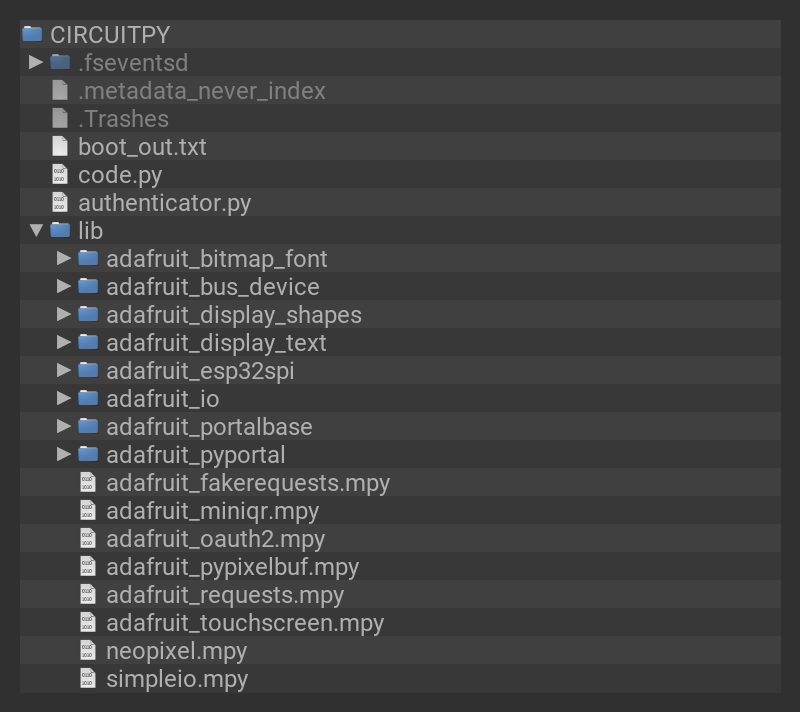 CIRCUITPY
.fseventsd
.metadata_never_index
.Trashes
boot_out.txt
code.py
authenticator.py
lib
adafruit_bitmap_font
adafruit_bus_device
adafruit_display_shapes
adafruit_display_text
adafruit_esp32spi
adafruit_io
adafruit_portalbase
adafruit_pyportal
adafruit_fakerequests.mpy
adafruit_miniqr.mpy
adafruit_oauth2.mpy
adafruit_pypixelbuf.mpy
adafruit_requests.mpy
adafruit_touchscreen.mpy
neopixel.mpy
simpleio.mpy